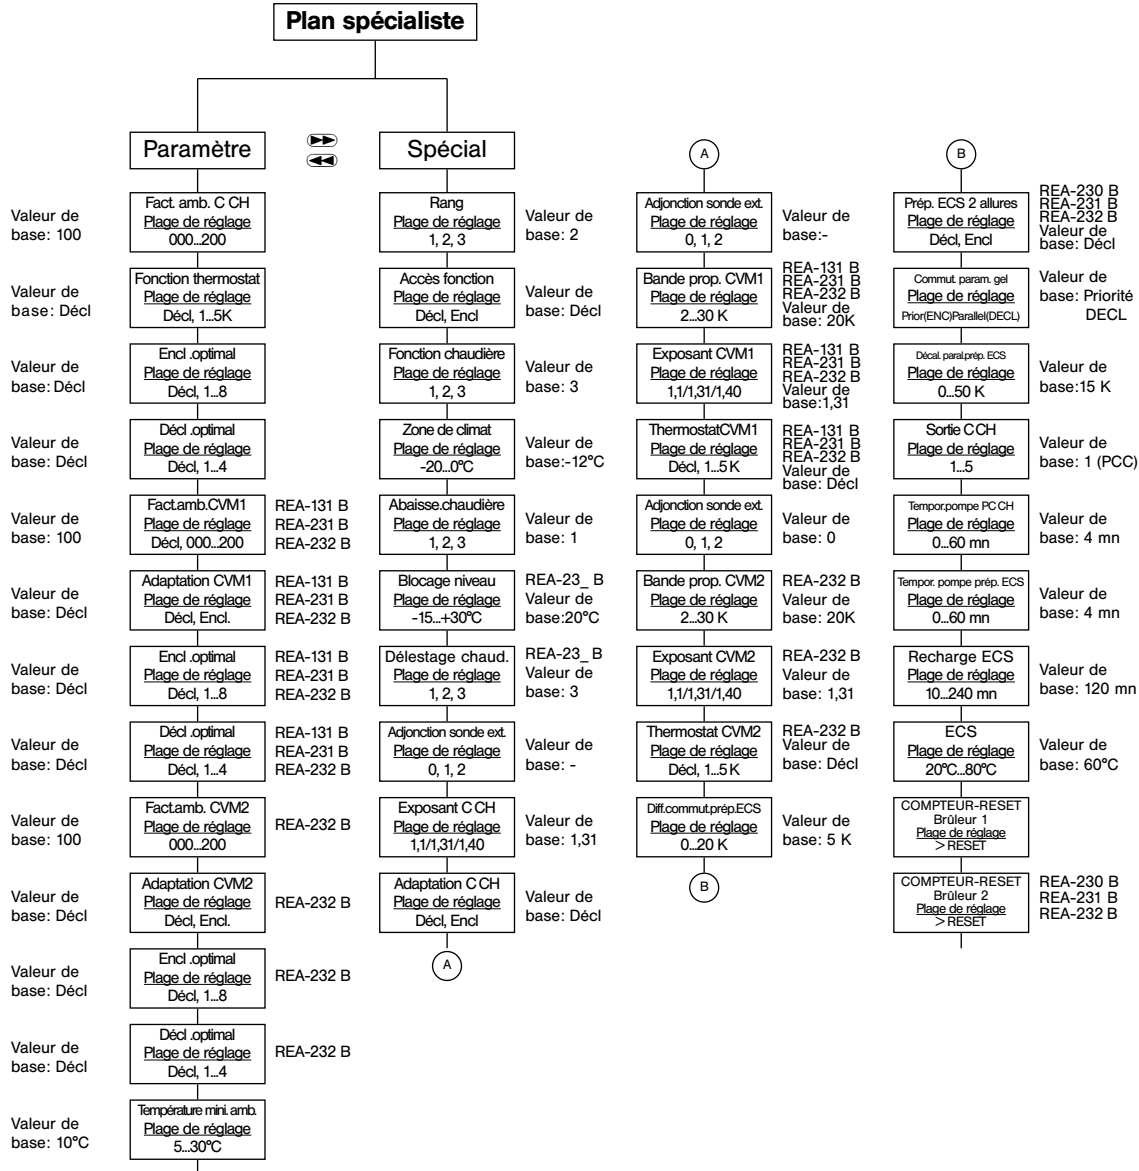 Plan spécialiste
Paramètre
Spécial
A
B
Valeur de
base: 100
Fact. amb. C CH
Plage de réglage
000...200
Valeur de
base: Décl
Fonction thermostat
Plage de réglage
Décl, 1...5K
Valeur de
base: Décl
Encl .optimal
Plage de réglage
Décl, 1...8
Valeur de
base: Décl
Décl .optimal
Plage de réglage
Décl, 1...4
Valeur de
base: 100
Fact.amb.CVM1
Plage de réglage
Décl, 000...200
REA-131 B
REA-231 B
REA-232 B
Valeur de
base: Décl
Adaptation CVM1
Plage de réglage
Décl, Encl.
REA-131 B
REA-231 B
REA-232 B
Valeur de
base: Décl
Encl .optimal
Plage de réglage
Décl, 1...8
REA-131 B
REA-231 B
REA-232 B
Valeur de
base: Décl
Décl .optimal
Plage de réglage
Décl, 1...4
REA-131 B
REA-231 B
REA-232 B
Valeur de
base: 100
Fact.amb. CVM2
Plage de réglage
000...200
REA-232 B
Valeur de
base: Décl
Adaptation CVM2
Plage de réglage
Décl, Encl.
REA-232 B
Valeur de
base: Décl
Encl .optimal
Plage de réglage
Décl, 1...8
REA-232 B
Valeur de
base: Décl
Décl .optimal
Plage de réglage
Décl, 1...4
REA-232 B
Valeur de
base: 10°C
Température mini. amb.
Plage de réglage
5...30°C
Rang
Plage de réglage
1, 2, 3
Valeur de
base: 2
Accès fonction
Plage de réglage
Décl, Encl
Valeur de
base: Décl
Fonction chaudière
Plage de réglage
1, 2, 3
Valeur de
base: 3
Zone de climat
Plage de réglage
-20...0°C
Valeur de
base:-12°C
Abaisse.chaudière
Plage de réglage
1, 2, 3
Valeur de
base: 1
Blocage niveau
Plage de réglage
-15...+30°C
REA-23_ B
Valeur de
base:20°C
Délestage chaud.
Plage de réglage
1, 2, 3
REA-23_ B
Valeur de
base: 3
Adjonction sonde ext.
Plage de réglage
0, 1, 2
Valeur de
base: -
Exposant C CH
Plage de réglage
1,1/1,31/1,40
Valeur de
base: 1,31
Adaptation C CH
Plage de réglage
Décl, Encl
Valeur de
base: Décl
A
Adjonction sonde ext.
Plage de réglage
0, 1, 2
Valeur de
base:-
Bande prop. CVM1
Plage de réglage
2...30 K
REA-131 B
REA-231 B
REA-232 B
Valeur de
base: 20K
Exposant CVM1
Plage de réglage
1,1/1,31/1,40
REA-131 B
REA-231 B
REA-232 B
Valeur de
base:1,31
ThermostatCVM1
Plage de réglage
Décl, 1...5 K
REA-131 B
REA-231 B
REA-232 B
Valeur de
base: Décl
Adjonction sonde ext.
Plage de réglage
0, 1, 2
Valeur de
base: 0
Bande prop. CVM2
Plage de réglage
2...30 K
REA-232 B
Valeur de
base: 20K
Exposant CVM2
Plage de réglage
1,1/1,31/1,40
REA-232 B
Valeur de
base: 1,31
Thermostat CVM2
Plage de réglage
Décl, 1...5 K
REA-232 B
Valeur de
base: Décl
Diff.commut.prép.ECS
Plage de réglage
0...20 K
Valeur de
base: 5 K
B
Prép. ECS 2 allures
Plage de réglage
Décl, Encl
REA-230 B
REA-231 B
REA-232 B
Valeur de
base: Décl
Commut. param. gel
Plage de réglage
Prior(ENC)Parallel(DECL)
Valeur de
base: Priorité
DECL
Décal. paral.prép. ECS
Plage de réglage
0...50 K
Valeur de
base:15 K
Sortie C CH
Plage de réglage
1...5
Valeur de
base: 1 (PCC)
Tempor.pompe PC CH
Plage de réglage
0...60 mn
Valeur de
base: 4 mn
Tempor. pompe prép. ECS
Plage de réglage
0...60 mn
Valeur de
base: 4 mn
Recharge ECS
Plage de réglage
10...240 mn
Valeur de
base: 120 mn
ECS
Plage de réglage
20°C...80°C
Valeur de
base: 60°C
COMPTEUR-RESET
Brûleur 1
Plage de réglage
>RESET
COMPTEUR-RESET
Brûleur 2
Plage de réglage
>RESET
REA-230 B
REA-231 B
REA-232 B